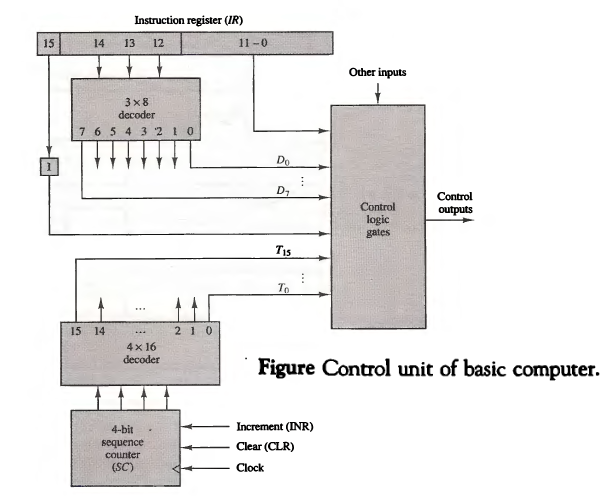 Instruction register (IR)
15 14 13 12 11 – 0
Other inputs
3 × 8
decoder
7 6 5 4 3 2 1 0
1
D0
⋮
D7
Control
logic
gates
Control
outputs
T15
⋮
T0
15 14 ... 2 1 0
4 × 16
decoder
Figure Control unit of basic computer.
4-bit
sequence
counter
(SC)
Increment (INR)
Clear (CLR)
Clock